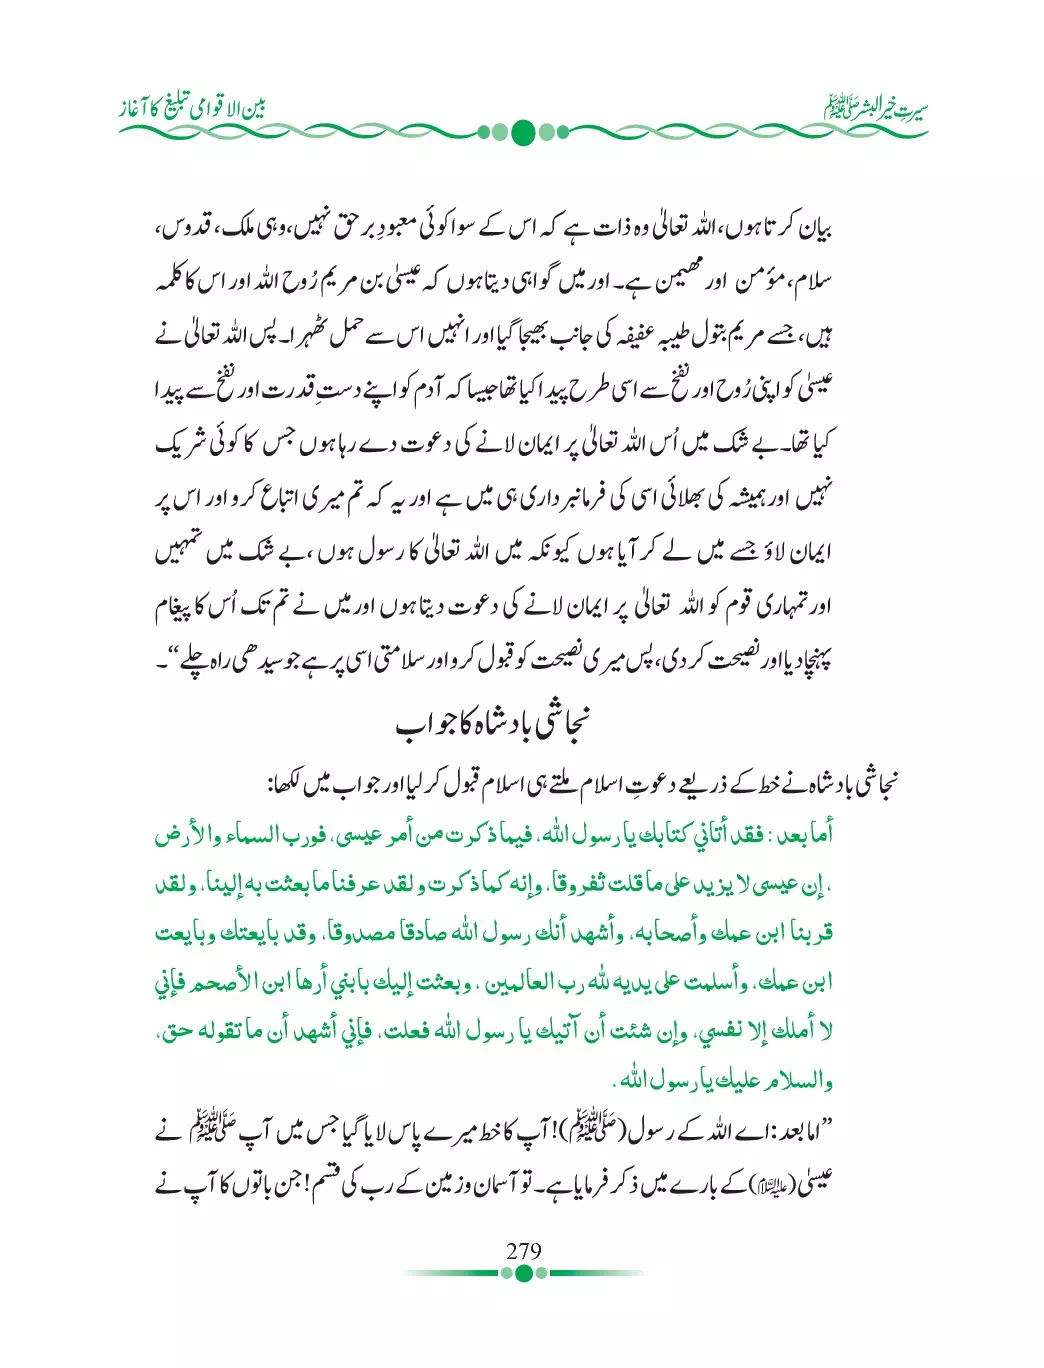 سیرتِ خیر البشر ﷺ
بین الاقوامی تبلیغ کا آغاز
بیان کرتا ہوں، اللہ تعالیٰ وہ ذات ہے کہ اس کے سوا کوئی معبودِ برحق نہیں، وہی ملک، قدوس،
سلام، مؤمن اور مھیمن ہے۔ اور میں گواہی دیتا ہوں کہ عیسیٰ بن مریم رُوح اللہ اور اس کا کلمہ
ہیں، جسے مریم بتول طیبہ عفیفہ کی جانب بھیجا گیا اور انہیں اس سے حمل ٹھہرا۔ پس اللہ تعالیٰ نے
عیسیٰ کو اپنی رُوح اور نفخ سے اسی طرح پیدا کیا تھا جیسا کہ آدم کو اپنے دستِ قدرت اور نفخ سے پیدا
کیا تھا۔ بے شک میں اُس اللہ تعالیٰ پر ایمان لانے کی دعوت دے رہا ہوں جس کا کوئی شریک
نہیں اور ہمیشہ کی بھلائی اسی کی فرمانبرداری ہی میں ہے اور یہ کہ تم میری اتباع کرو اور اس پر
ایمان لاؤ جسے میں لے کر آیا ہوں کیونکہ میں اللہ تعالیٰ کا رسول ہوں، بے شک میں تمہیں
اور تمہاری قوم کو اللہ تعالیٰ پر ایمان لانے کی دعوت دیتا ہوں اور میں نے تم تک اُس کا پیغام
پہنچا دیا اور نصیحت کردی، پس میری نصیحت کو قبول کرو اور سلامتی اسی پر ہے جو سیدھی راہ چلے“۔
نجاشی بادشاہ کا جواب
نجاشی بادشاہ نے خط کے ذریعے دعوتِ اسلام ملتے ہی اسلام قبول کر لیا اور جواب میں لکھا:
أما بعد : فقد أتاني كتابك يا رسول الله، فيما ذكرت من أمر عيسى، فورب السماء والأرض
، إن عيسى لا يزيد على ما قلت ثفروقا، وإنه كما ذكرت ولقد عرفنا ما بعثت به إلينا، ولقد
قربنا ابن عمك وأصحابه، وأشهد أنك رسول الله صادقا مصدوقا، وقد بايعتك وبايعت
ابن عمك، وأسلمت على يديه لله رب العالمين ، وبعثت إليك بابني أرها ابن الأصحم فإني
لا أملك إلا نفسي، وإن شئت أن آتيك يا رسول الله فعلت، فإني أشهد أن ما تقوله حق،
والسلام عليك يا رسول الله .
”اما بعد: اے اللہ کے رسول (ﷺ)! آپ کا خط میرے پاس لایا گیا جس میں آپ ﷺ نے
عیسیٰ (علیہ السلام) کے بارے میں ذکر فرمایا ہے۔ تو آسمان و زمین کے رب کی قسم! جن باتوں کا آپ نے
279